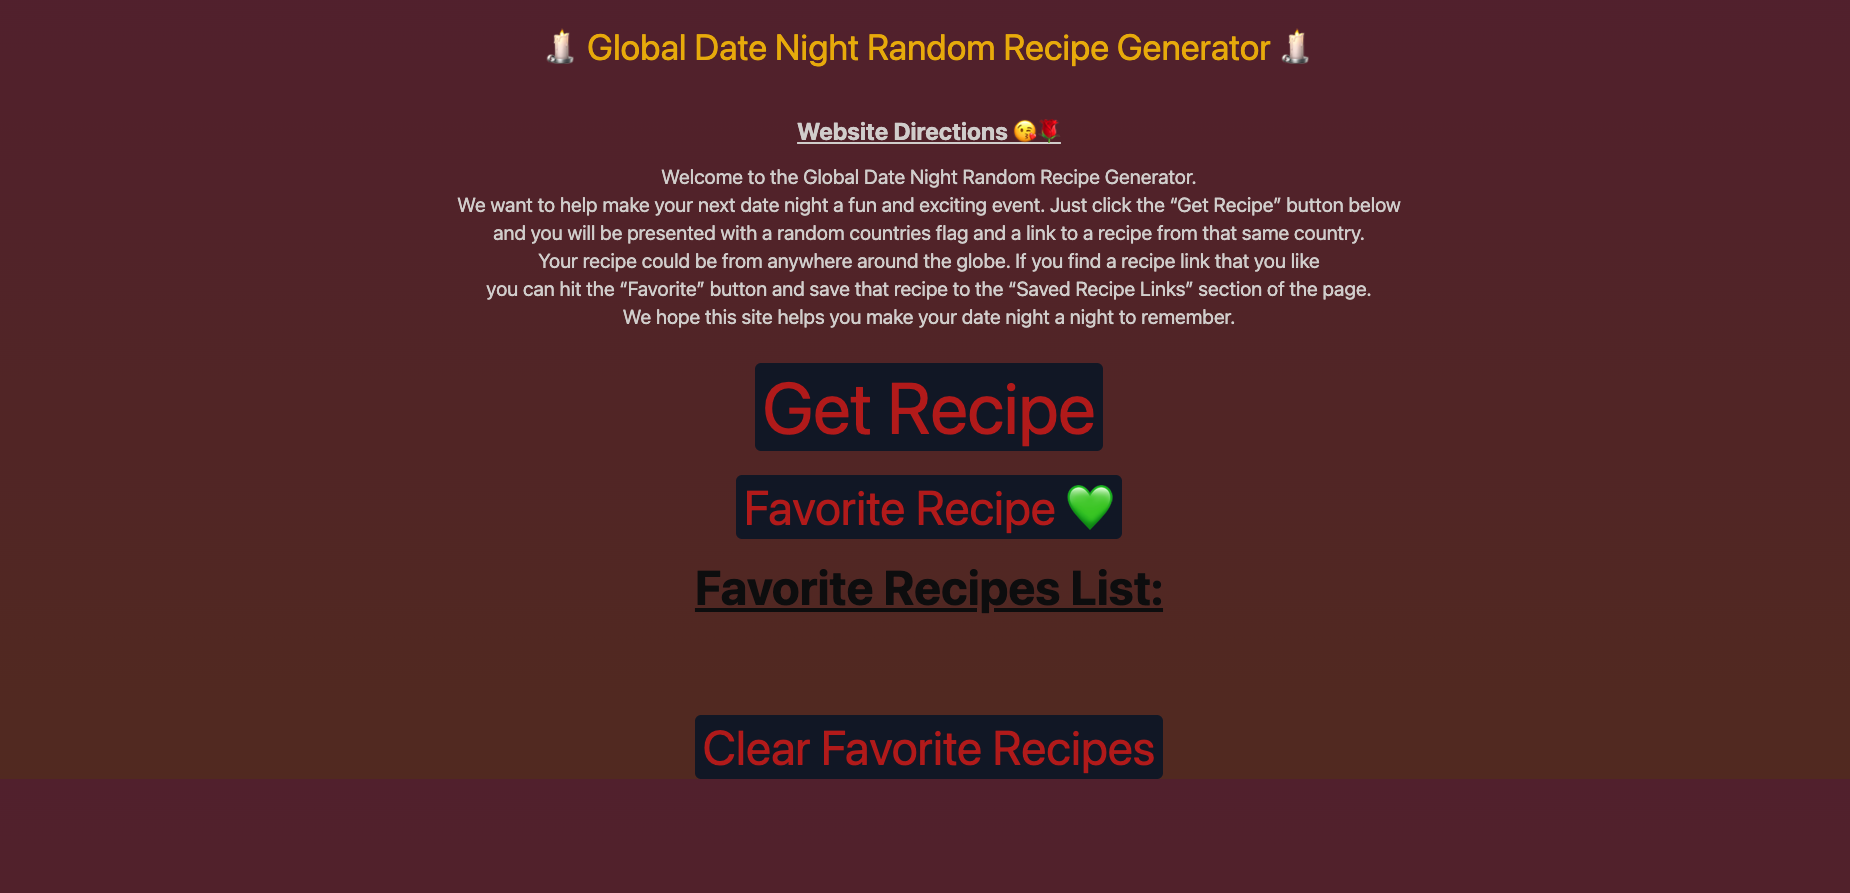 🕯️ Global Date Night Random Recipe Generator 🕯️
Website Directions 😘🌹
Welcome to the Global Date Night Random Recipe Generator.
We want to help make your next date night a fun and exciting event. Just click the “Get Recipe” button below
and you will be presented with a random countries flag and a link to a recipe from that same country.
Your recipe could be from anywhere around the globe. If you find a recipe link that you like
you can hit the “Favorite” button and save that recipe to the “Saved Recipe Links” section of the page.
We hope this site helps you make your date night a night to remember.
Get Recipe
Favorite Recipe 💚
Favorite Recipes List:
Clear Favorite Recipes